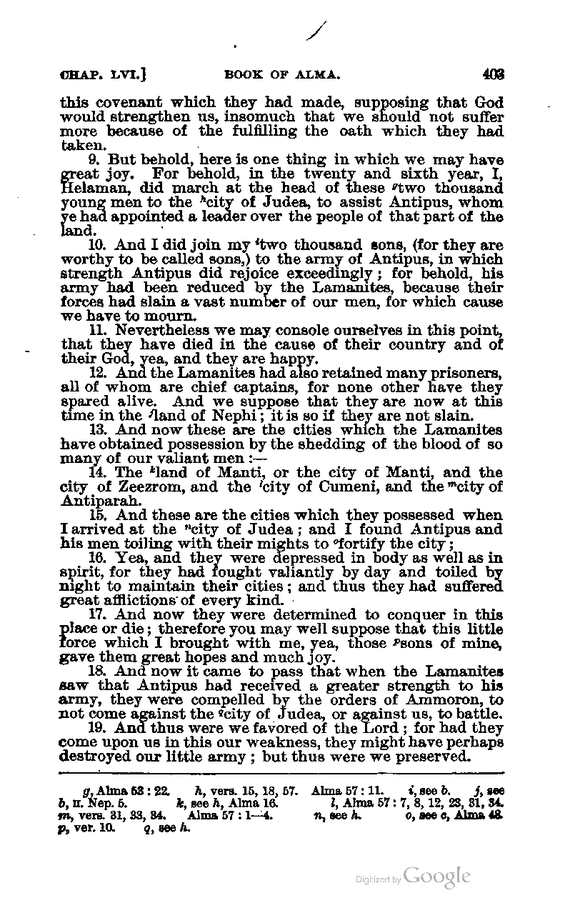 CHAP. LVI.] BOOK OF ALMA. 403
this covenant which they had made, supposing that God
would strengthen us, insomuch that we should not suffer
more because of the fulfilling the oath which they had
taken.
9. But behold, here is one thing in which we may have
great joy. For behold, in the twenty and sixth year, I,
Helaman, did march at the head of these gtwo thousand
young men to the hcity of Judea, to assist Antipus, whom
ye had appointed a leader over the people of that part of the
land.
10. And I did join my itwo thousand sons, (for they are
worthy to be called sons,) to the army of Antipus, in which
strength Antipus did rejoice exceedingly; for behold, his
army had been reduced by the Lamanites, because their
forces had slain a vast number of our men, for which cause
we have to mourn.
11. Nevertheless we may console ourselves in this point,
that they have died in the cause of their country and of
their God, yea, and they are happy.
12. And the Lamanites had also retained many prisoners,
all of whom are chief captains, for none other have they
spared alive. And we suppose that they are now at this
time in the jland of Nephi; it is so if they are not slain.
13. And now these are the cities which the Lamanites
have obtained possession by the shedding of the blood of so
many of our valiant men:—
14. The kland of Manti, or the city of Manti, and the
city of Zeezrom, and the lcity of Cumeni, and the mcity of
Antiparah.
15. And these are the cities which they possessed when
I arrived at the ncity of Judea; and I found Antipus and
his men toiling with their mights to ofortify the city;
16. Yea, and they were depressed in body as well as in
spirit, for they had fought valiantly by day and toiled by
night to maintain their cities; and thus they had suffered
great afflictions of every kind.
17. And now they were determined to conquer in this
place or die; therefore you may well suppose that this little
force which I brought with me, yea, those psons of mine,
gave them great hopes and much joy.
18. And now it came to pass that when the Lamanites
saw that Antipus had received a greater strength to his
army, they were compelled by the orders of Ammoron, to
not come against the qcity of Judea, or against us, to battle.
19. And thus were we favored of the Lord; for had they
come upon us in this our weakness, they might have perhaps
destroyed our little army; but thus were we preserved.
g, Alma 53:22. h, vers. 15, 18, 57. Alma 57:11. i, see b. j, see
b, II. Nep. 5. k, see h, Alma 16. l, Alma 57:7, 8, 12, 23, 31, 34.
m, vers. 31, 33, 34. Alma 57:1—4. n, see h. o, see c, Alma 48.
p, ver. 10. q, see h.
Digitized by Google